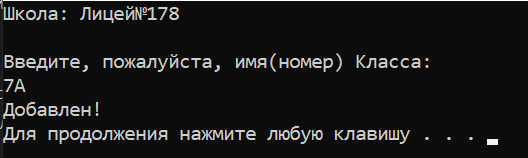 Школа: Лицей№178
Введите, пожалуйста, имя(номер) Класса:
7А
Добавлен!
Для продолжения нажмите любую клавишу . . .